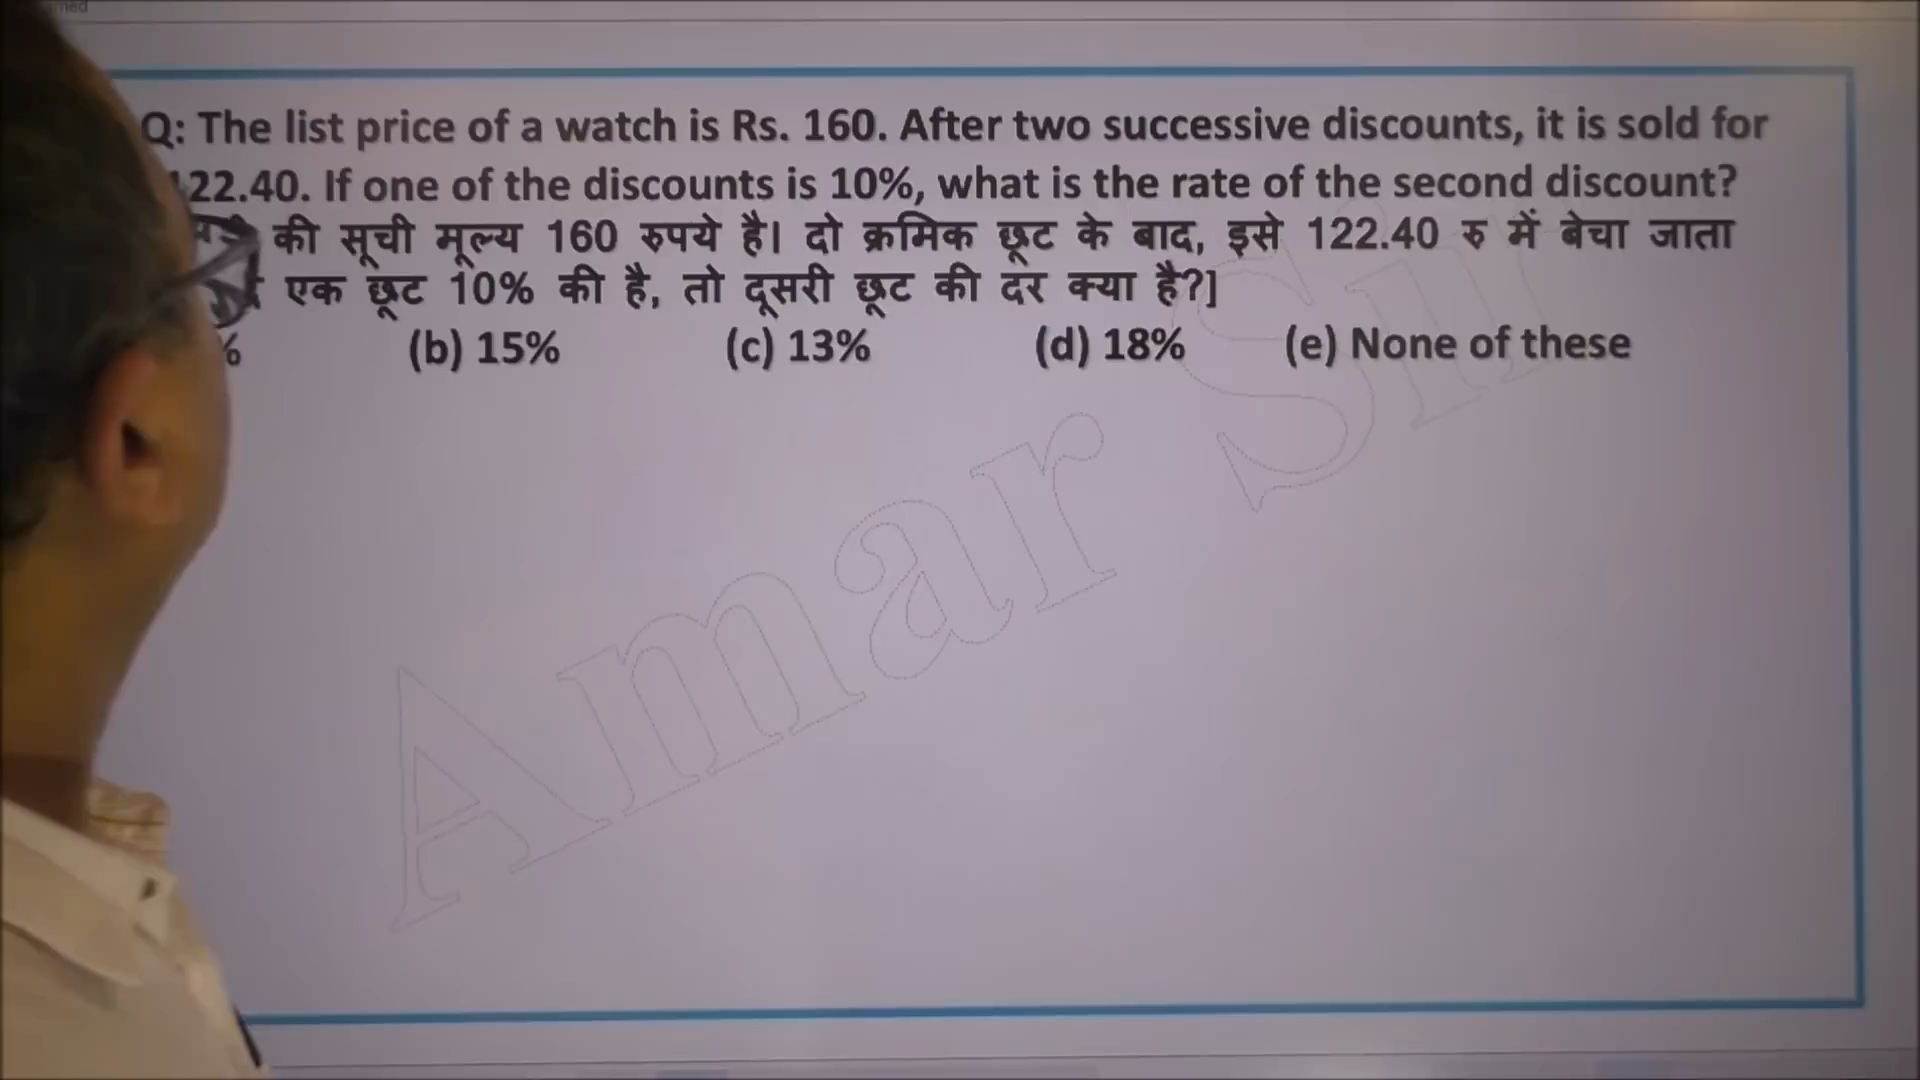 Q: The list price of a watch is Rs. 160. After two successive discounts, it is sold for
122.40. If one of the discounts is 10%, what is the rate of the second discount?
की सूची मूल्य 160 रुपये है। दो क्रमिक छूट के बाद, इसे 122.40 रु में बेचा जाता
एक छूट 10% की है, तो दूसरी छूट की दर क्या है?]
% (b) 15% (c) 13% (d) 18% (e) None of these
Amar Sir